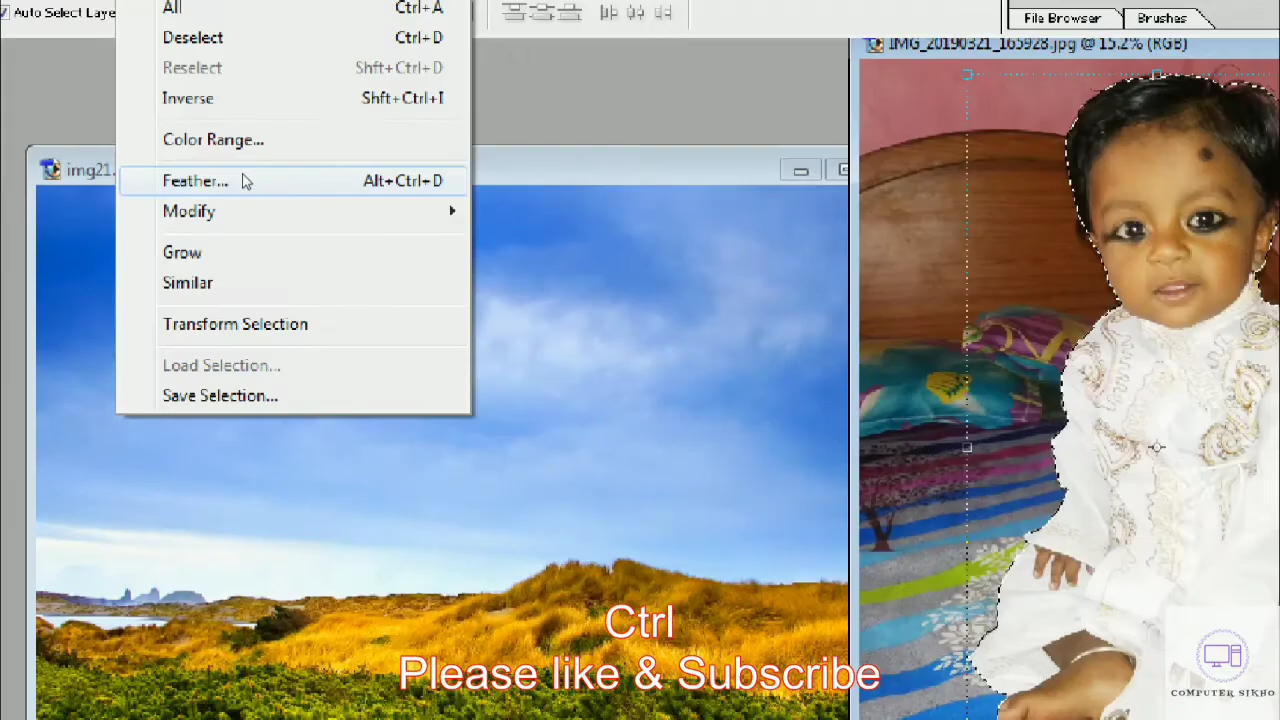 Auto Select Laye
All Ctrl+A
Deselect Ctrl+D
Reselect Shft+Ctrl+D
Inverse Shft+Ctrl+I
Color Range...
Feather... Alt+Ctrl+D
Modify
Grow
Similar
Transform Selection
Load Selection...
Save Selection...
File Browser Brushes
img21.
IMG_20190321_165928.jpg @ 15.2% (RGB)
Ctrl
Please like & Subscribe
COMPUTER SIKHO